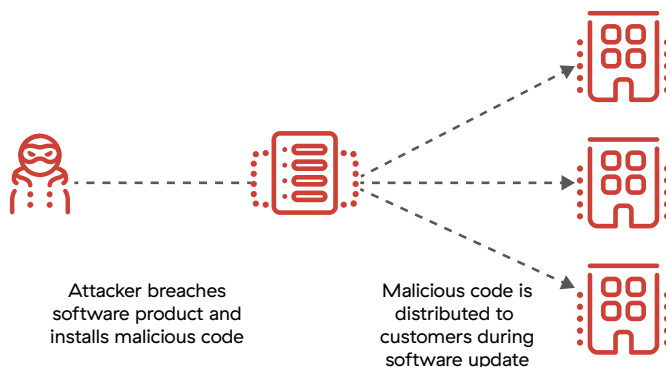 Attacker breaches
software product and
installs malicious code
Malicious code is
distributed to
customers during
software update